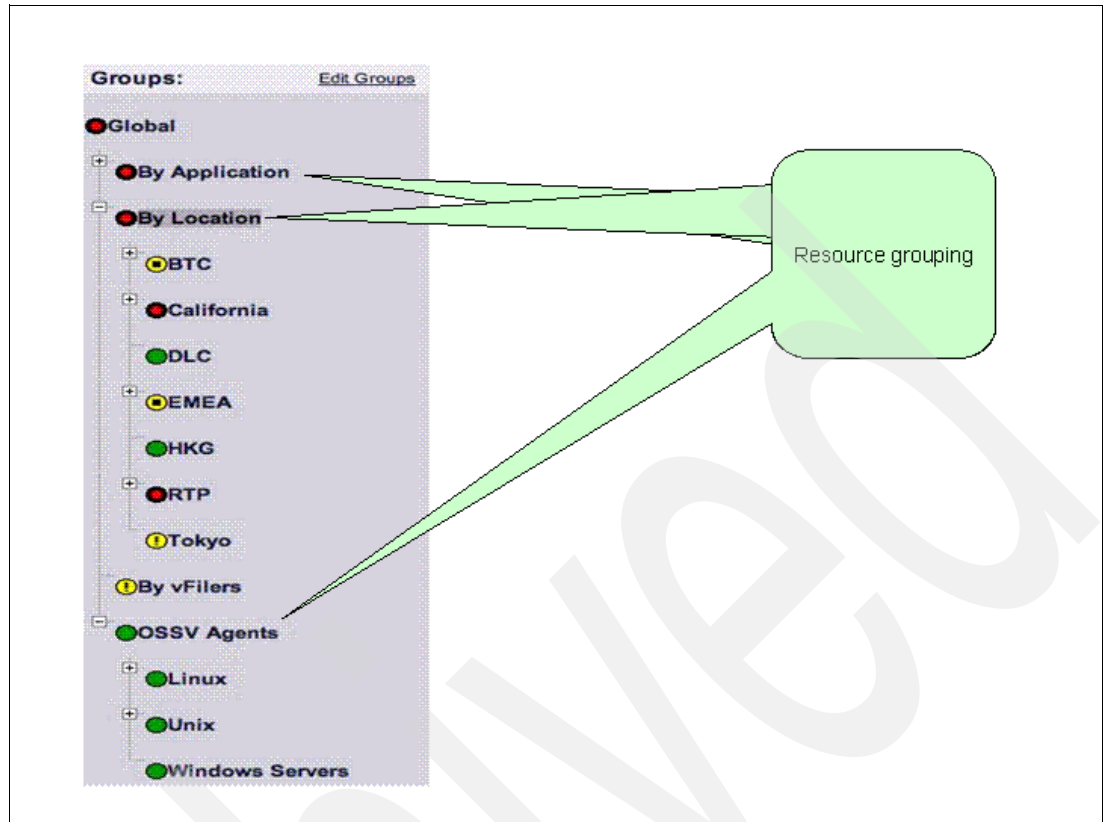 Groups: Edit Groups
Global
By Application
By Location
BTC
California
DLC
EMEA
HKG
RTP
Tokyo
By vFilers
OSSV Agents
Linux
Unix
Windows Servers
Resource grouping